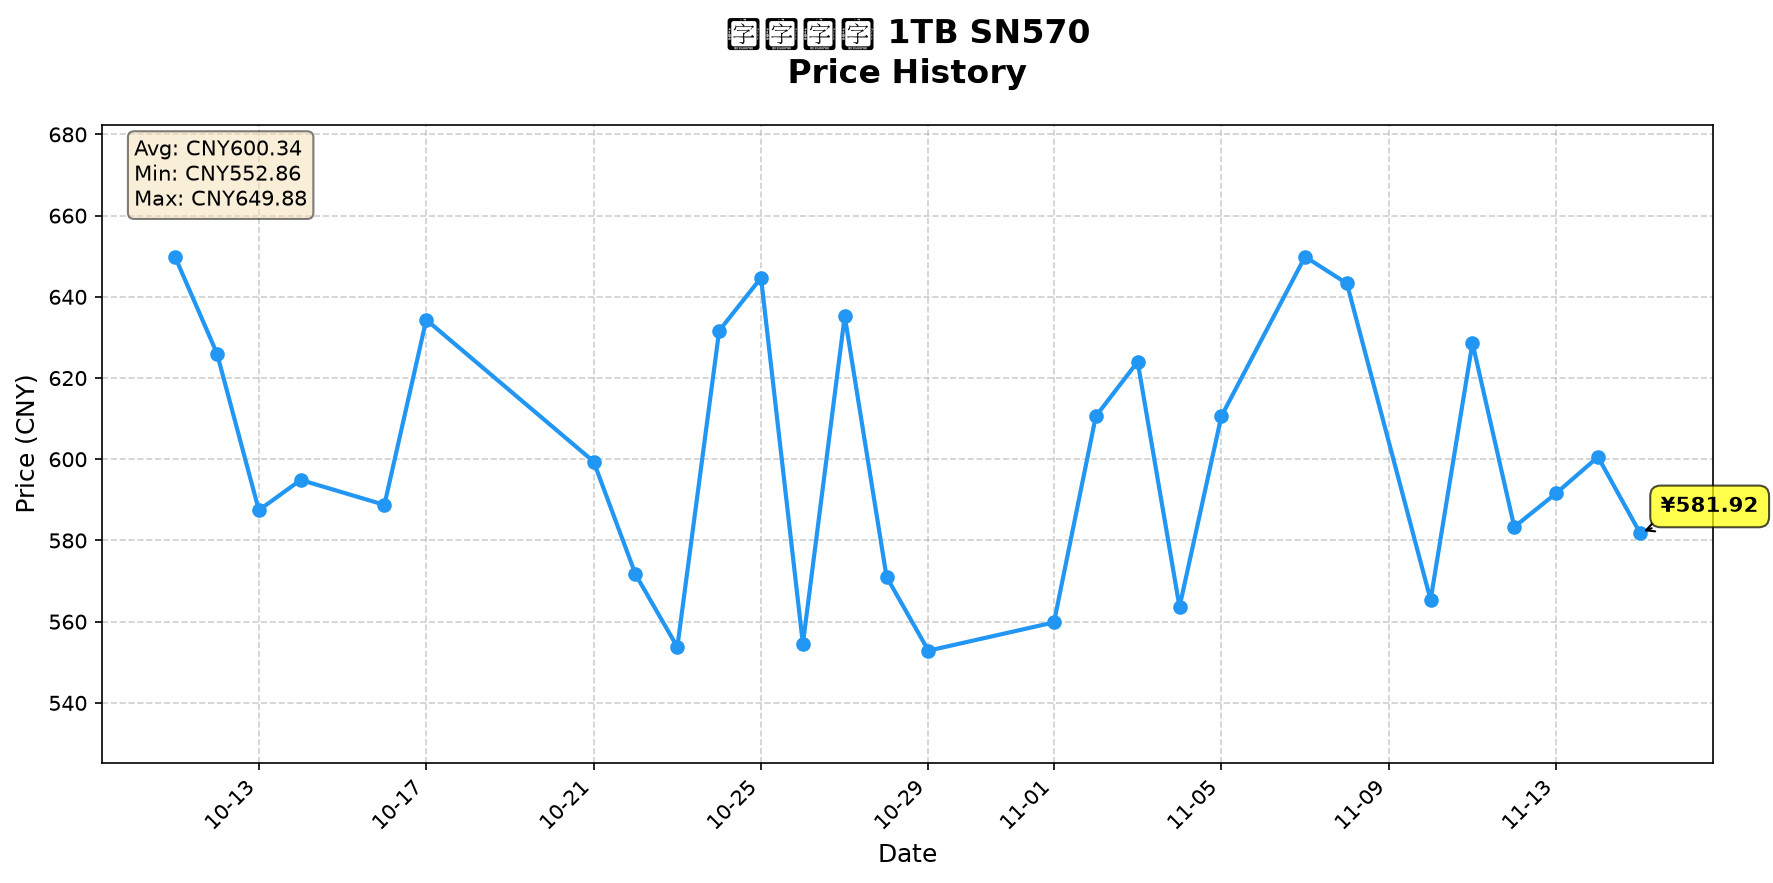 1TB SN570
Price History
Avg: CNY600.34
Min: CNY552.86
Max: CNY649.88
680
660
640
620
600
580
560
540
Price (CNY)
¥581.92
10-13
10-17
10-21
10-25
10-29
11-01
11-05
11-09
11-13
Date